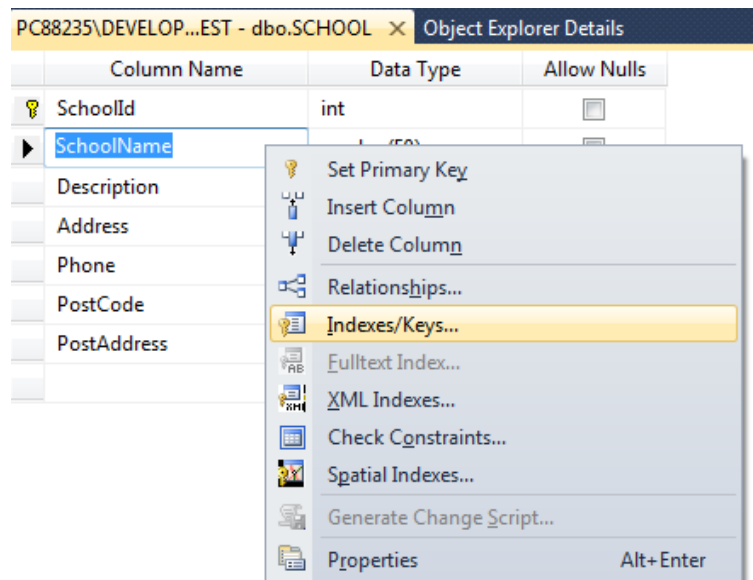 PC88235\DEVELOP...EST - dbo.SCHOOL Object Explorer Details
Column Name Data Type Allow Nulls
SchoolId int
SchoolName
Description
Address
Phone
PostCode
PostAddress
Set Primary Key
Insert Column
Delete Column
Relationships...
Indexes/Keys...
Fulltext Index...
XML Indexes...
Check Constraints...
Spatial Indexes...
Generate Change Script...
Properties Alt+Enter